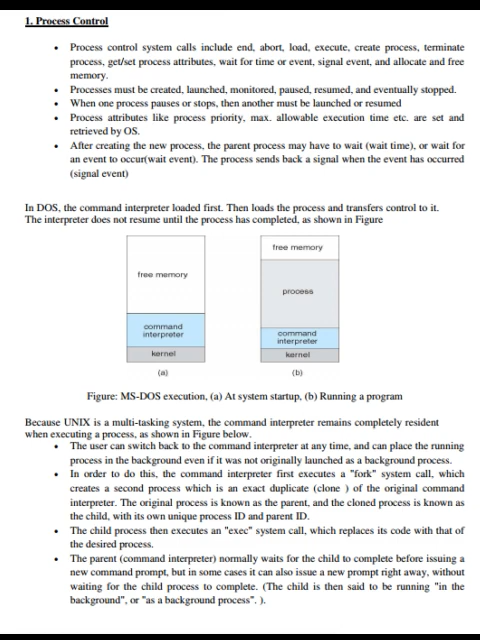 1. Process Control
• Process control system calls include end, abort, load, execute, create process, terminate
process, get/set process attributes, wait for time or event, signal event, and allocate and free
memory.
• Processes must be created, launched, monitored, paused, resumed, and eventually stopped.
• When one process pauses or stops, then another must be launched or resumed
• Process attributes like process priority, max. allowable execution time etc. are set and
retrieved by OS.
• After creating the new process, the parent process may have to wait (wait time), or wait for
an event to occur(wait event). The process sends back a signal when the event has occurred
(signal event)
In DOS, the command interpreter loaded first. Then loads the process and transfers control to it.
The interpreter does not resume until the process has completed, as shown in Figure
free memory
command
interpreter
kernel
(a)
free memory
process
command
interpreter
kernel
(b)
Figure: MS-DOS execution, (a) At system startup, (b) Running a program
Because UNIX is a multi-tasking system, the command interpreter remains completely resident
when executing a process, as shown in Figure below.
• The user can switch back to the command interpreter at any time, and can place the running
process in the background even if it was not originally launched as a background process.
• In order to do this, the command interpreter first executes a "fork" system call, which
creates a second process which is an exact duplicate (clone ) of the original command
interpreter. The original process is known as the parent, and the cloned process is known as
the child, with its own unique process ID and parent ID.
• The child process then executes an "exec" system call, which replaces its code with that of
the desired process.
• The parent (command interpreter) normally waits for the child to complete before issuing a
new command prompt, but in some cases it can also issue a new prompt right away, without
waiting for the child process to complete. (The child is then said to be running "in the
background", or "as a background process". ).